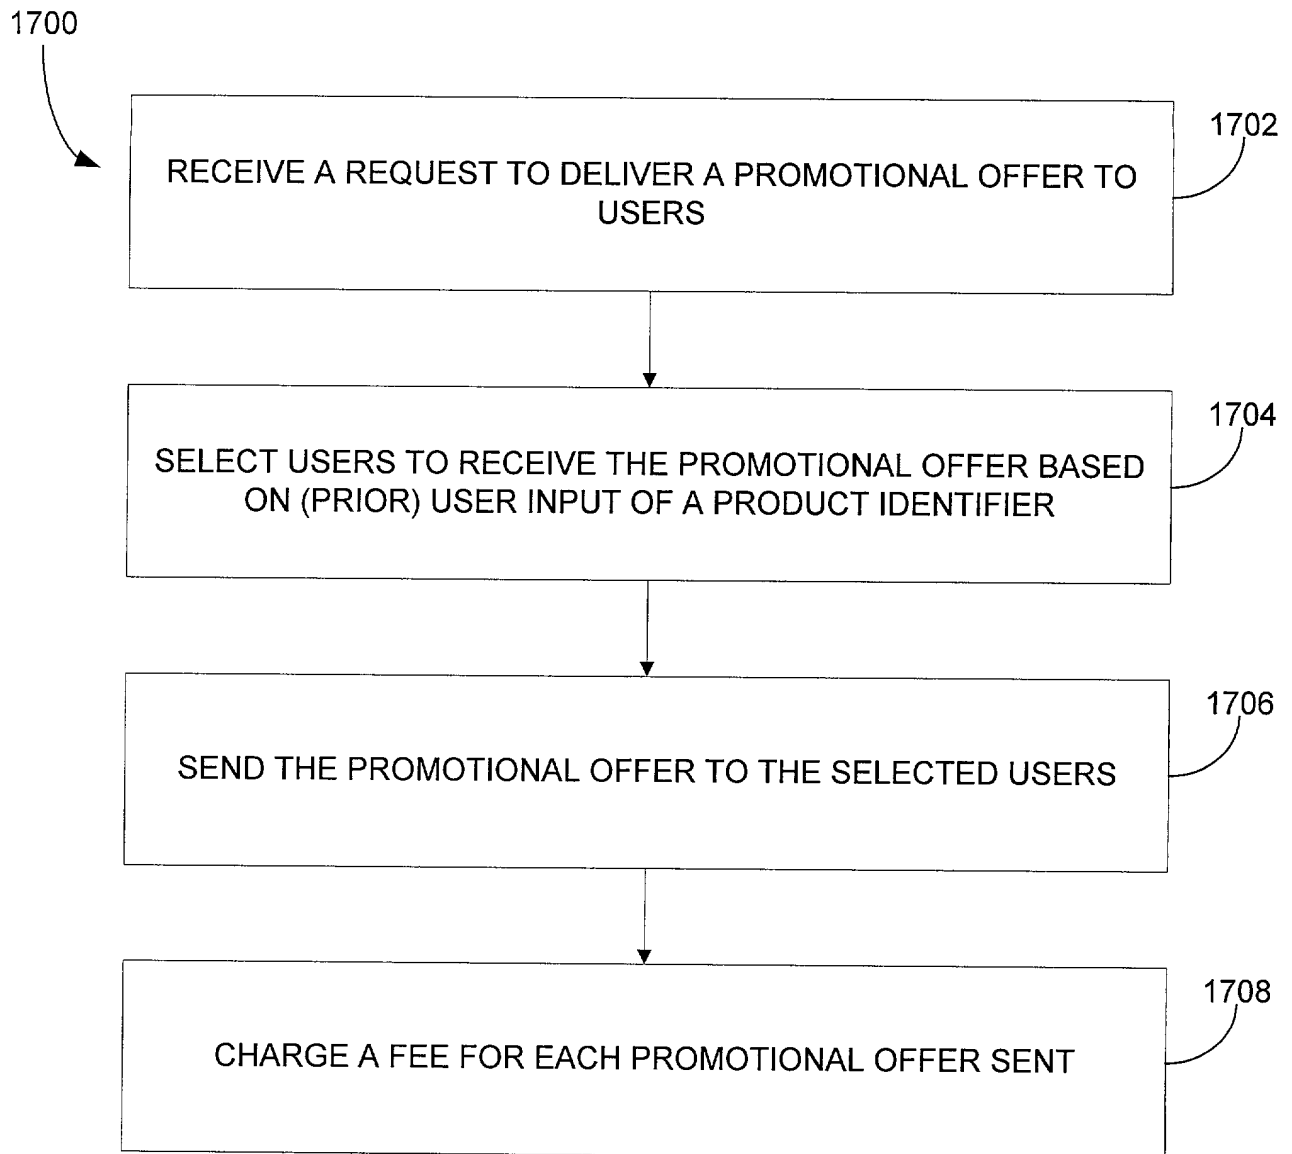 1700
1702
RECEIVE A REQUEST TO DELIVER A PROMOTIONAL OFFER TO
USERS
1704
SELECT USERS TO RECEIVE THE PROMOTIONAL OFFER BASED
ON (PRIOR) USER INPUT OF A PRODUCT IDENTIFIER
1706
SEND THE PROMOTIONAL OFFER TO THE SELECTED USERS
1708
CHARGE A FEE FOR EACH PROMOTIONAL OFFER SENT